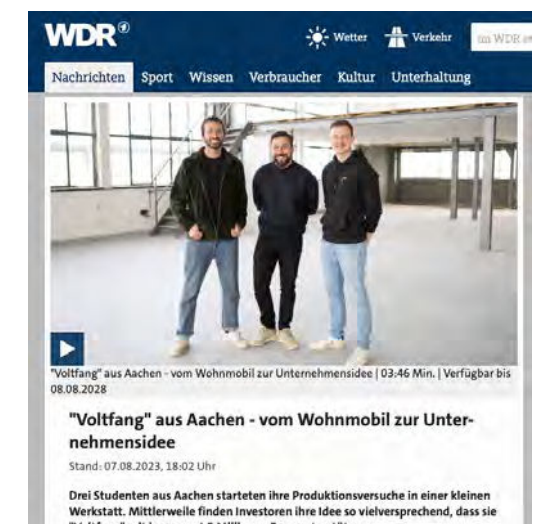 WDR®
Wetter Verkehr im WDR
Nachrichten Sport Wissen Verbraucher Kultur Unterhaltung
"Voltfang" aus Aachen - vom Wohnmobil zur Unternehmensidee | 03:46 Min. | Verfügbar bis
08.08.2028
"Voltfang" aus Aachen - vom Wohnmobil zur Unter-
nehmensidee
Stand: 07.08.2023, 18:02 Uhr
Drei Studenten aus Aachen starteten ihre Produktionsversuche in einer kleinen
Werkstatt. Mittlerweile finden Investoren ihre Idee so vielversprechend, dass sie